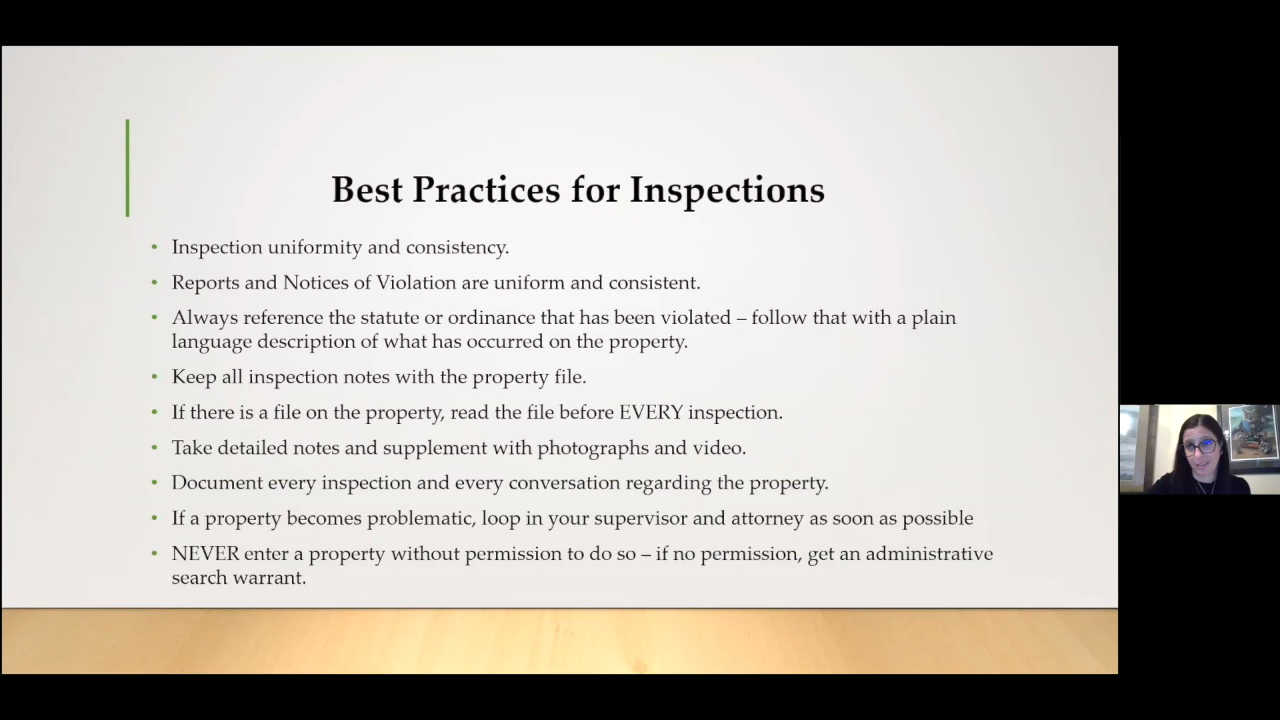 Best Practices for Inspections
• Inspection uniformity and consistency.
• Reports and Notices of Violation are uniform and consistent.
• Always reference the statute or ordinance that has been violated – follow that with a plain
language description of what has occurred on the property.
• Keep all inspection notes with the property file.
• If there is a file on the property, read the file before EVERY inspection.
• Take detailed notes and supplement with photographs and video.
• Document every inspection and every conversation regarding the property.
• If a property becomes problematic, loop in your supervisor and attorney as soon as possible
• NEVER enter a property without permission to do so – if no permission, get an administrative
search warrant.